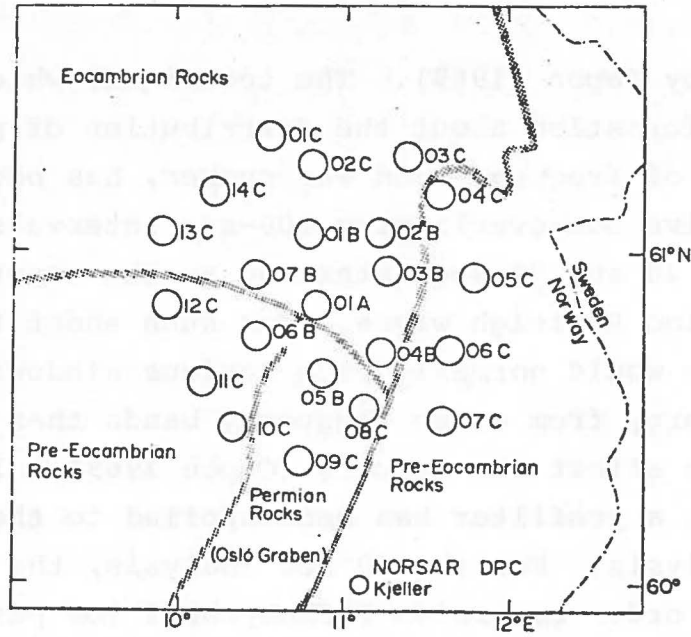 Eocambrian Rocks
01C
02C
03C
14C
04C
13C
01B
02B
61°N
07B
03B
05C
Sweden
Norway
12C
01A
06B
04B
06C
11C
05B
10C
08C
07C
Pre-Eocambrian
Rocks
09C
Pre-Eocambrian
Rocks
Permian
Rocks
(Oslo Graben)
NORSAR DPC
Kjeller
60°
10°
11°
12°E